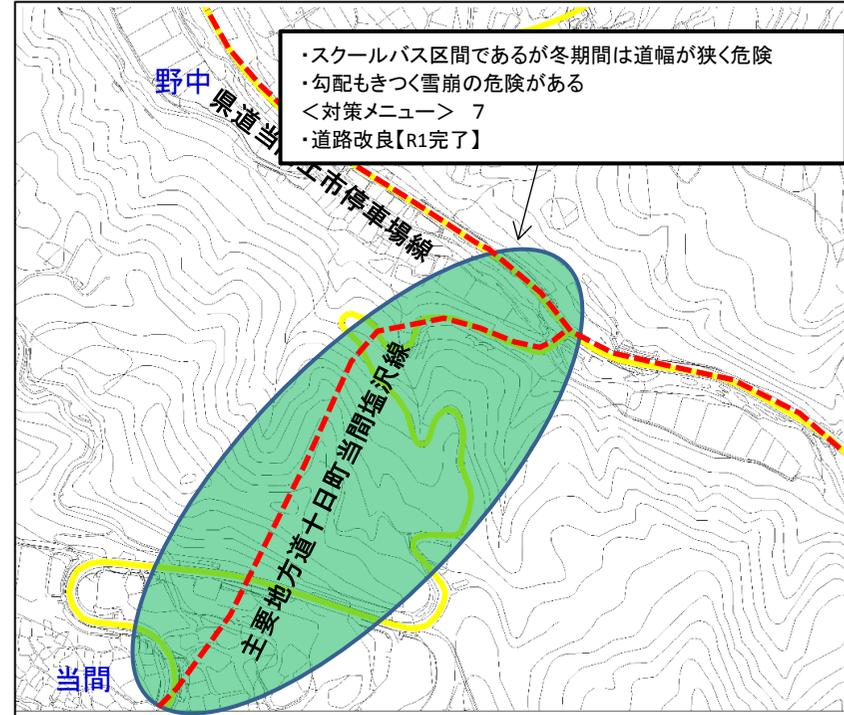 ・スクールバス区間であるが冬期間は道幅が狭く危険
・勾配もきつく雪崩の危険がある
＜対策メニュー＞ 7
・道路改良【R1完了】
野中
県道当間上市停車場線
主要地方道十日町当間塩沢線
当間